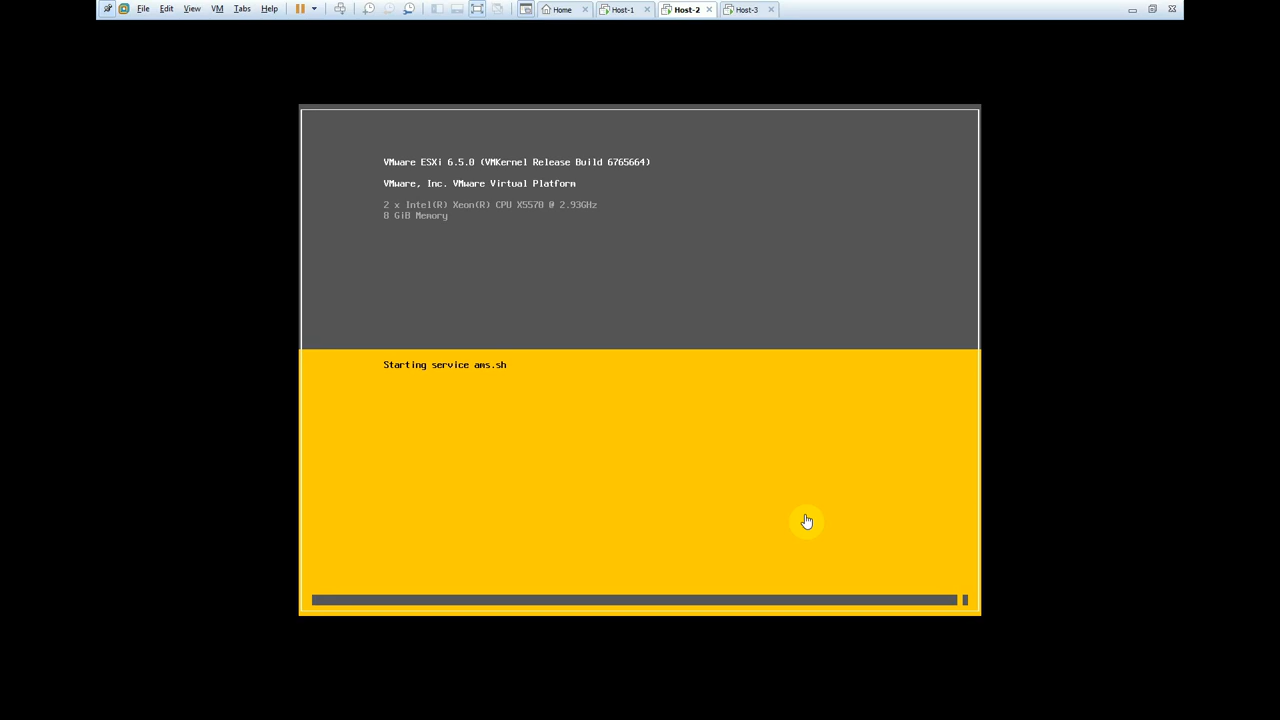 File Edit View VM Tabs Help Home Host-1 Host-2 Host-3
VMware ESXi 6.5.0 (VMKernel Release Build 6765664)
VMware, Inc. VMware Virtual Platform
2 x Intel(R) Xeon(R) CPU X5570 @ 2.93GHz
8 GiB Memory
Starting service ams.sh